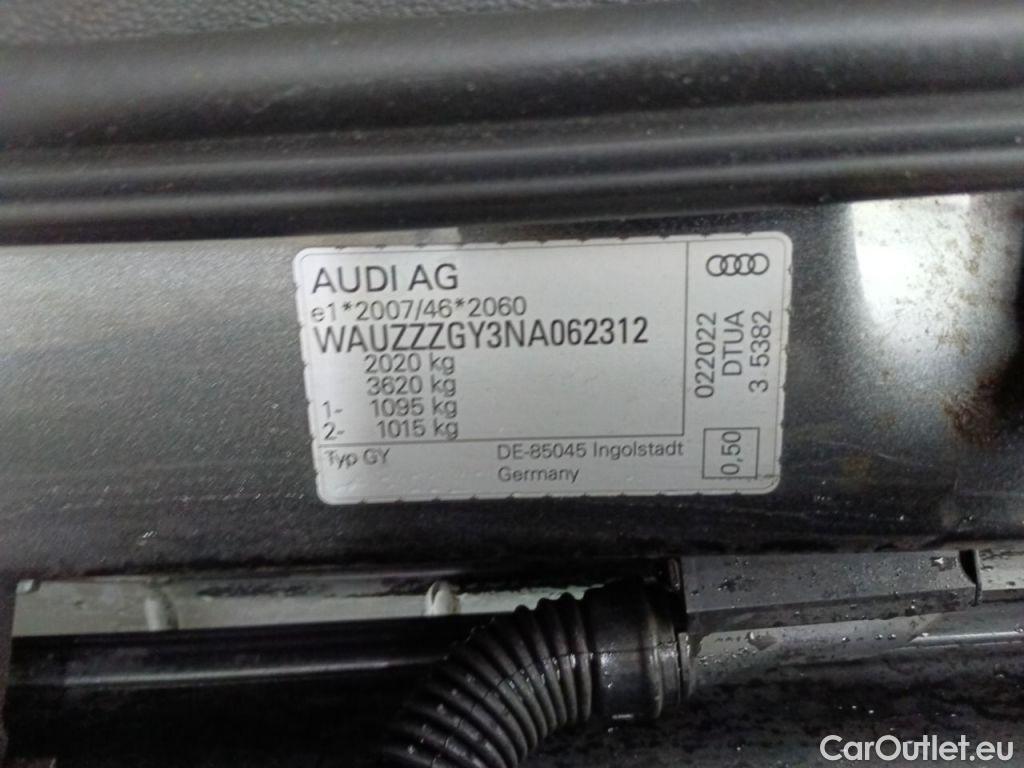 AUDI AG
e1*2007/46*2060
WAUZZZGY3NA062312
2020 kg
3620 kg
1- 1095 kg
2- 1015 kg
Typ GY
DE-85045 Ingolstadt
Germany
022022
DTUA
3 5382
0,50
CarOutlet.eu